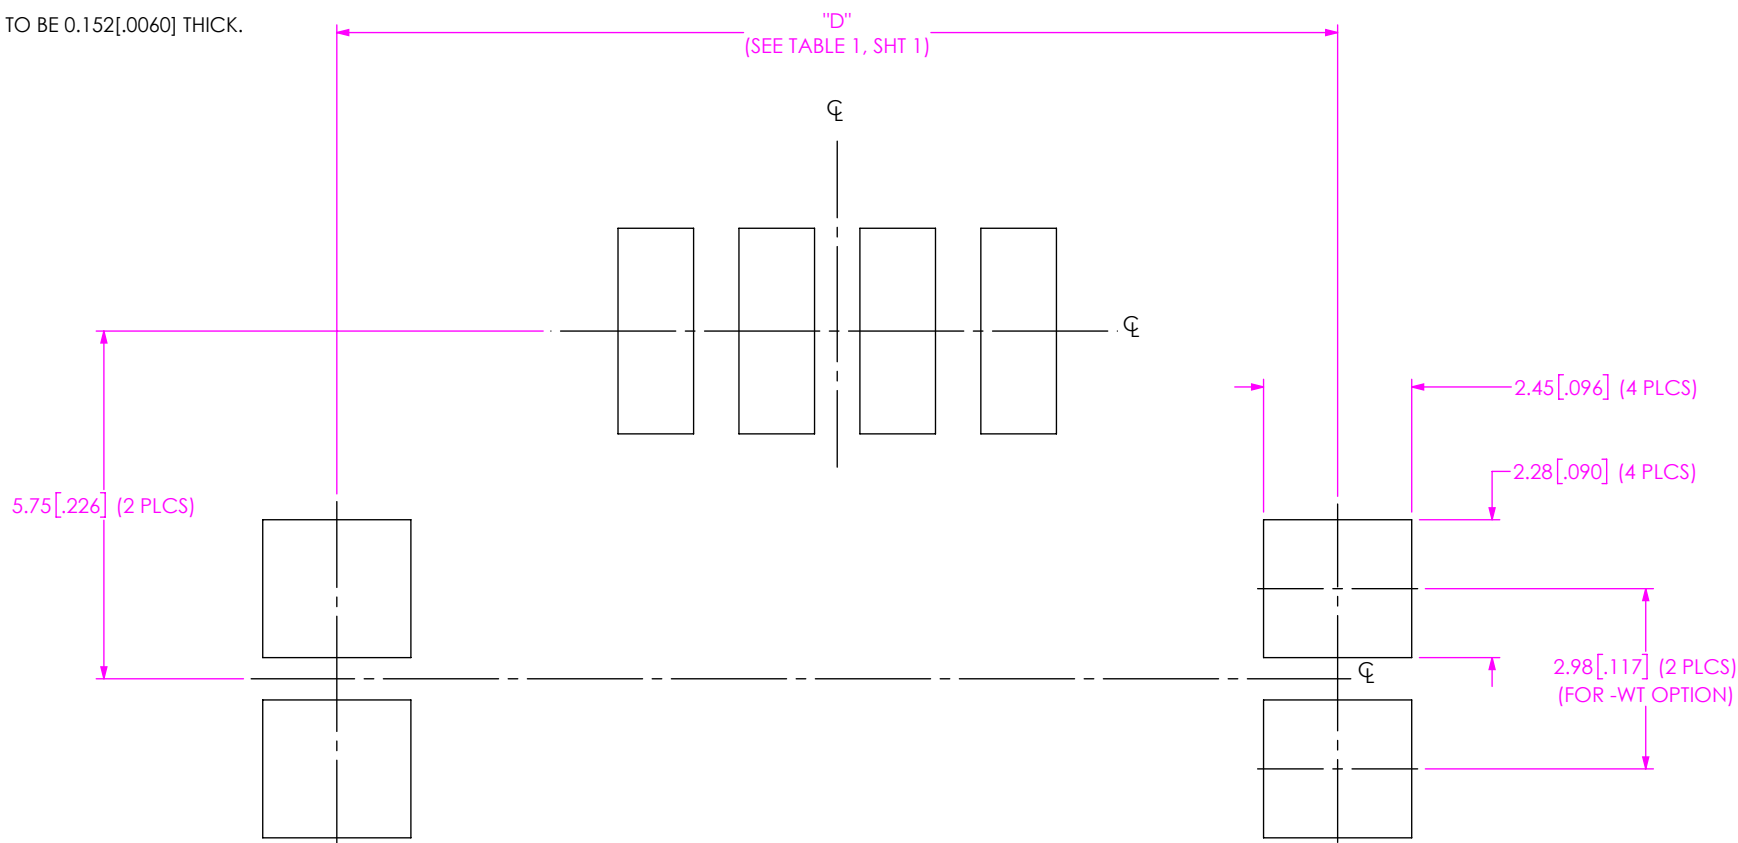 TO BE 0.152[.0060] THICK.
"D"
(SEE TABLE 1, SHT 1)
℄
℄
2.45[.096] (4 PLCS)
2.28[.090] (4 PLCS)
5.75[.226] (2 PLCS)
℄
2.98[.117] (2 PLCS)
(FOR -WT OPTION)